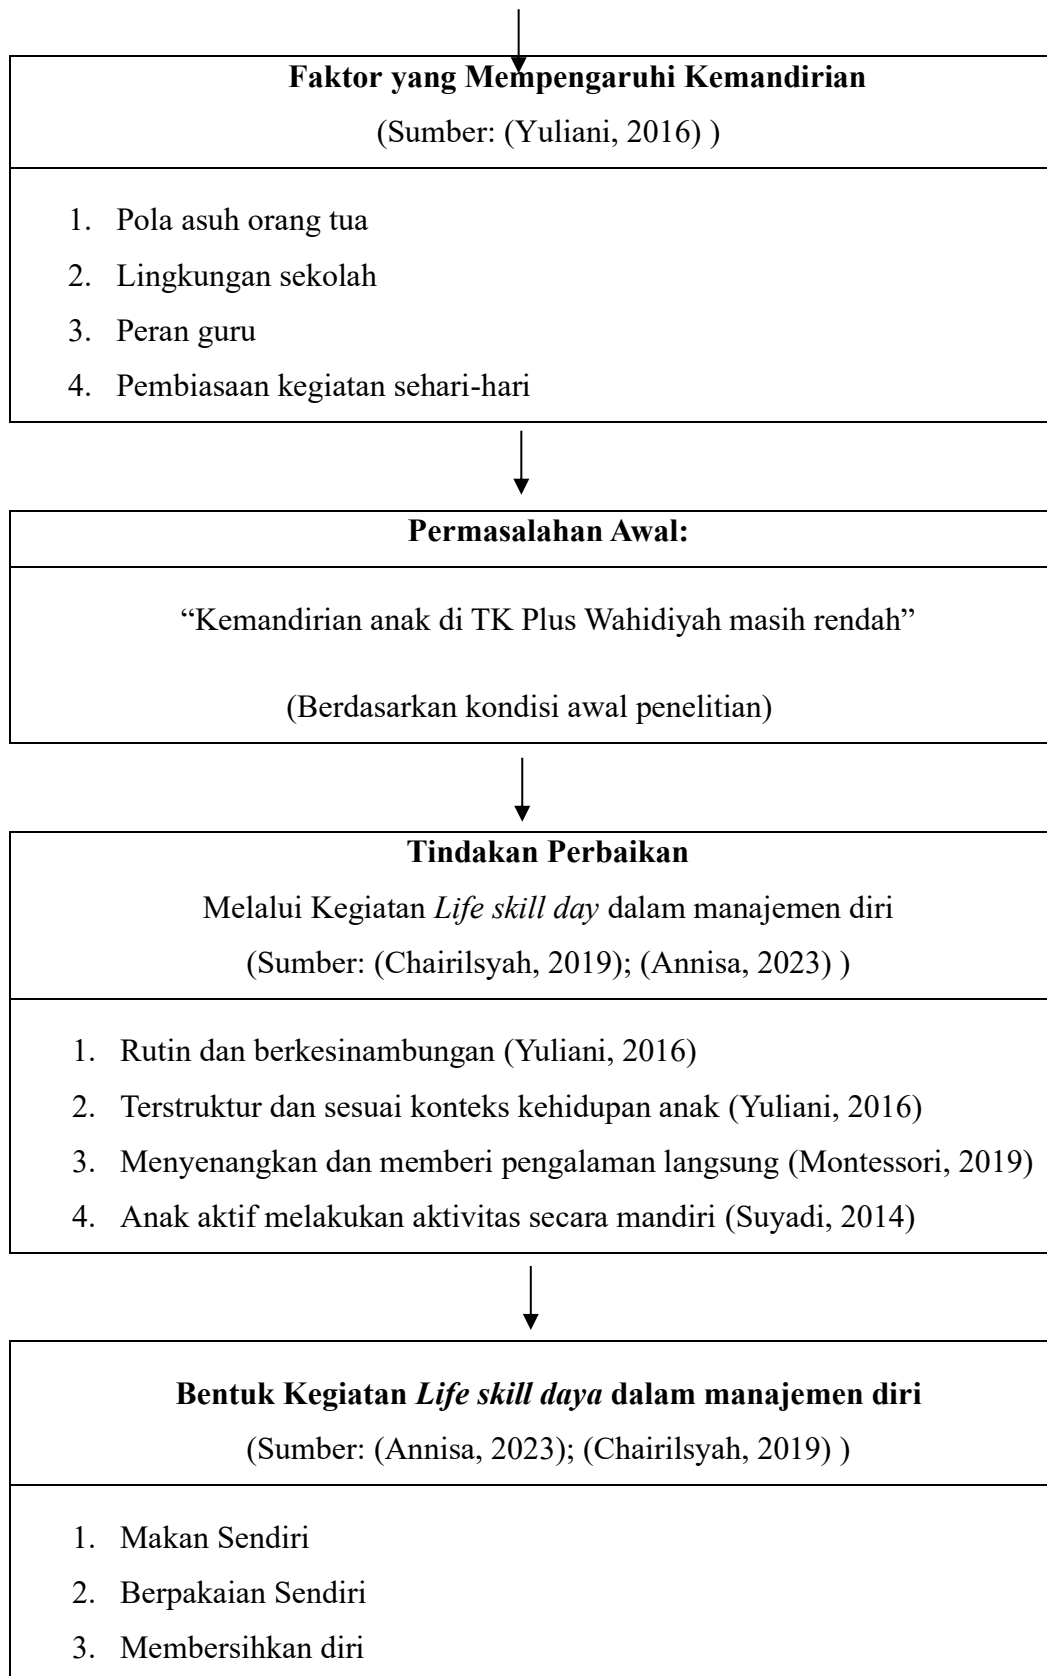 Faktor yang Mempengaruhi Kemandirian
(Sumber: (Yuliani, 2016) )
1. Pola asuh orang tua
2. Lingkungan sekolah
3. Peran guru
4. Pembiasaan kegiatan sehari-hari
Permasalahan Awal:
“Kemandirian anak di TK Plus Wahidiyah masih rendah”
(Berdasarkan kondisi awal penelitian)
Tindakan Perbaikan
Melalui Kegiatan Life skill day dalam manajemen diri
(Sumber: (Chairilsyah, 2019); (Annisa, 2023) )
1. Rutin dan berkesinambungan (Yuliani, 2016)
2. Terstruktur dan sesuai konteks kehidupan anak (Yuliani, 2016)
3. Menyenangkan dan memberi pengalaman langsung (Montessori, 2019)
4. Anak aktif melakukan aktivitas secara mandiri (Suyadi, 2014)
Bentuk Kegiatan Life skill daya dalam manajemen diri
(Sumber: (Annisa, 2023); (Chairilsyah, 2019) )
1. Makan Sendiri
2. Berpakaian Sendiri
3. Membersihkan diri